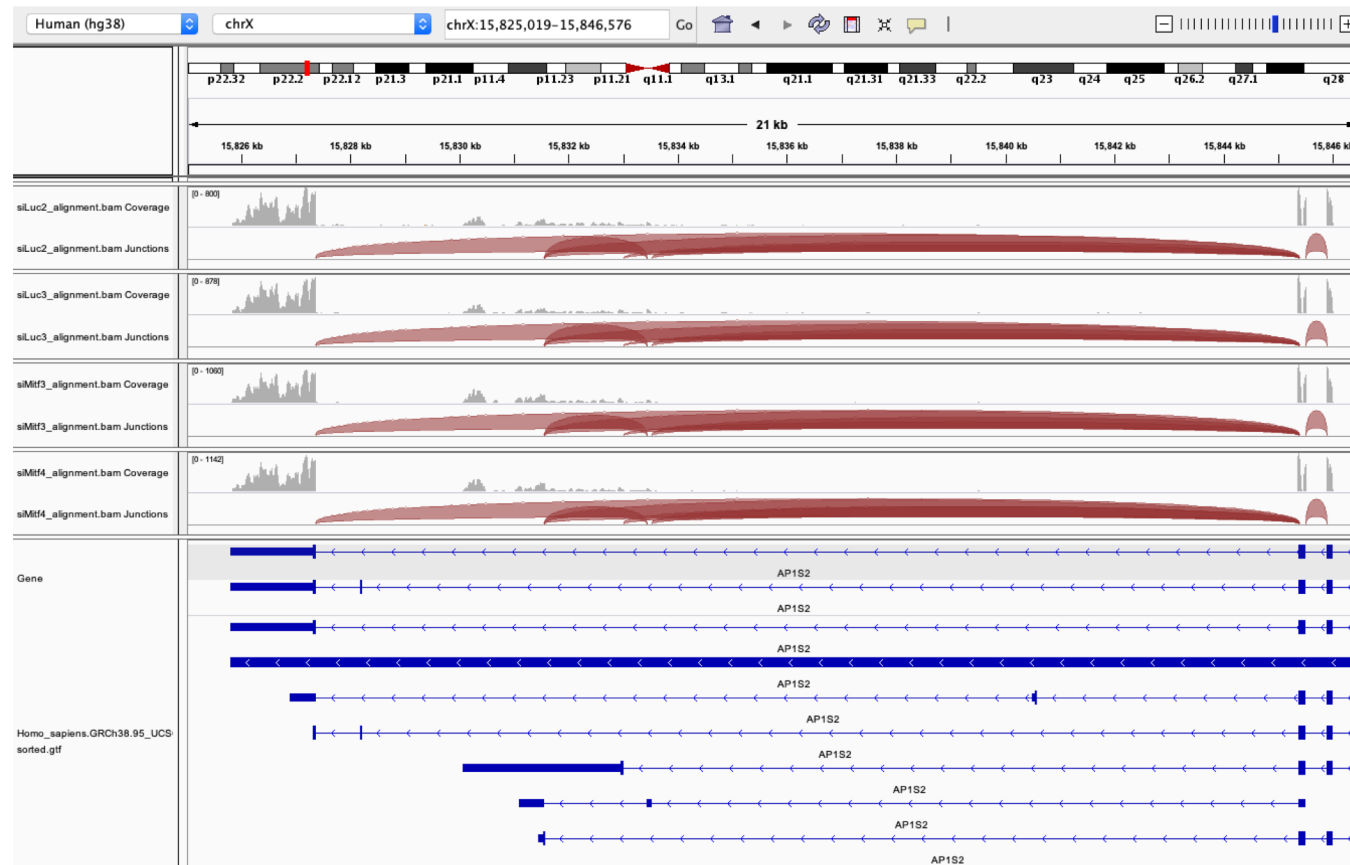 Human (hg38) chrX chrX:15,825,019-15,846,576 Go
p22.32 p22.2 p22.12 p21.3 p21.1 p11.4 p11.23 p11.21 q11.1 q13.1 q21.1 q21.31 q21.33 q22.2 q23 q24 q25 q26.2 q27.1 q28
21 kb
15,826 kb 15,828 kb 15,830 kb 15,832 kb 15,834 kb 15,836 kb 15,838 kb 15,840 kb 15,842 kb 15,844 kb 15,846 k
[0 - 800]
siLuc2_alignment.bam Coverage
siLuc2_alignment.bam Junctions
[0 - 878]
siLuc3_alignment.bam Coverage
siLuc3_alignment.bam Junctions
[0 - 1060]
siMitf3_alignment.bam Coverage
siMitf3_alignment.bam Junctions
[0 - 1142]
siMitf4_alignment.bam Coverage
siMitf4_alignment.bam Junctions
Gene
AP1S2
AP1S2
AP1S2
AP1S2
AP1S2
Homo_sapiens.GRCh38.95_UCS
sorted.gtf
AP1S2
AP1S2
AP1S2
AP1S2